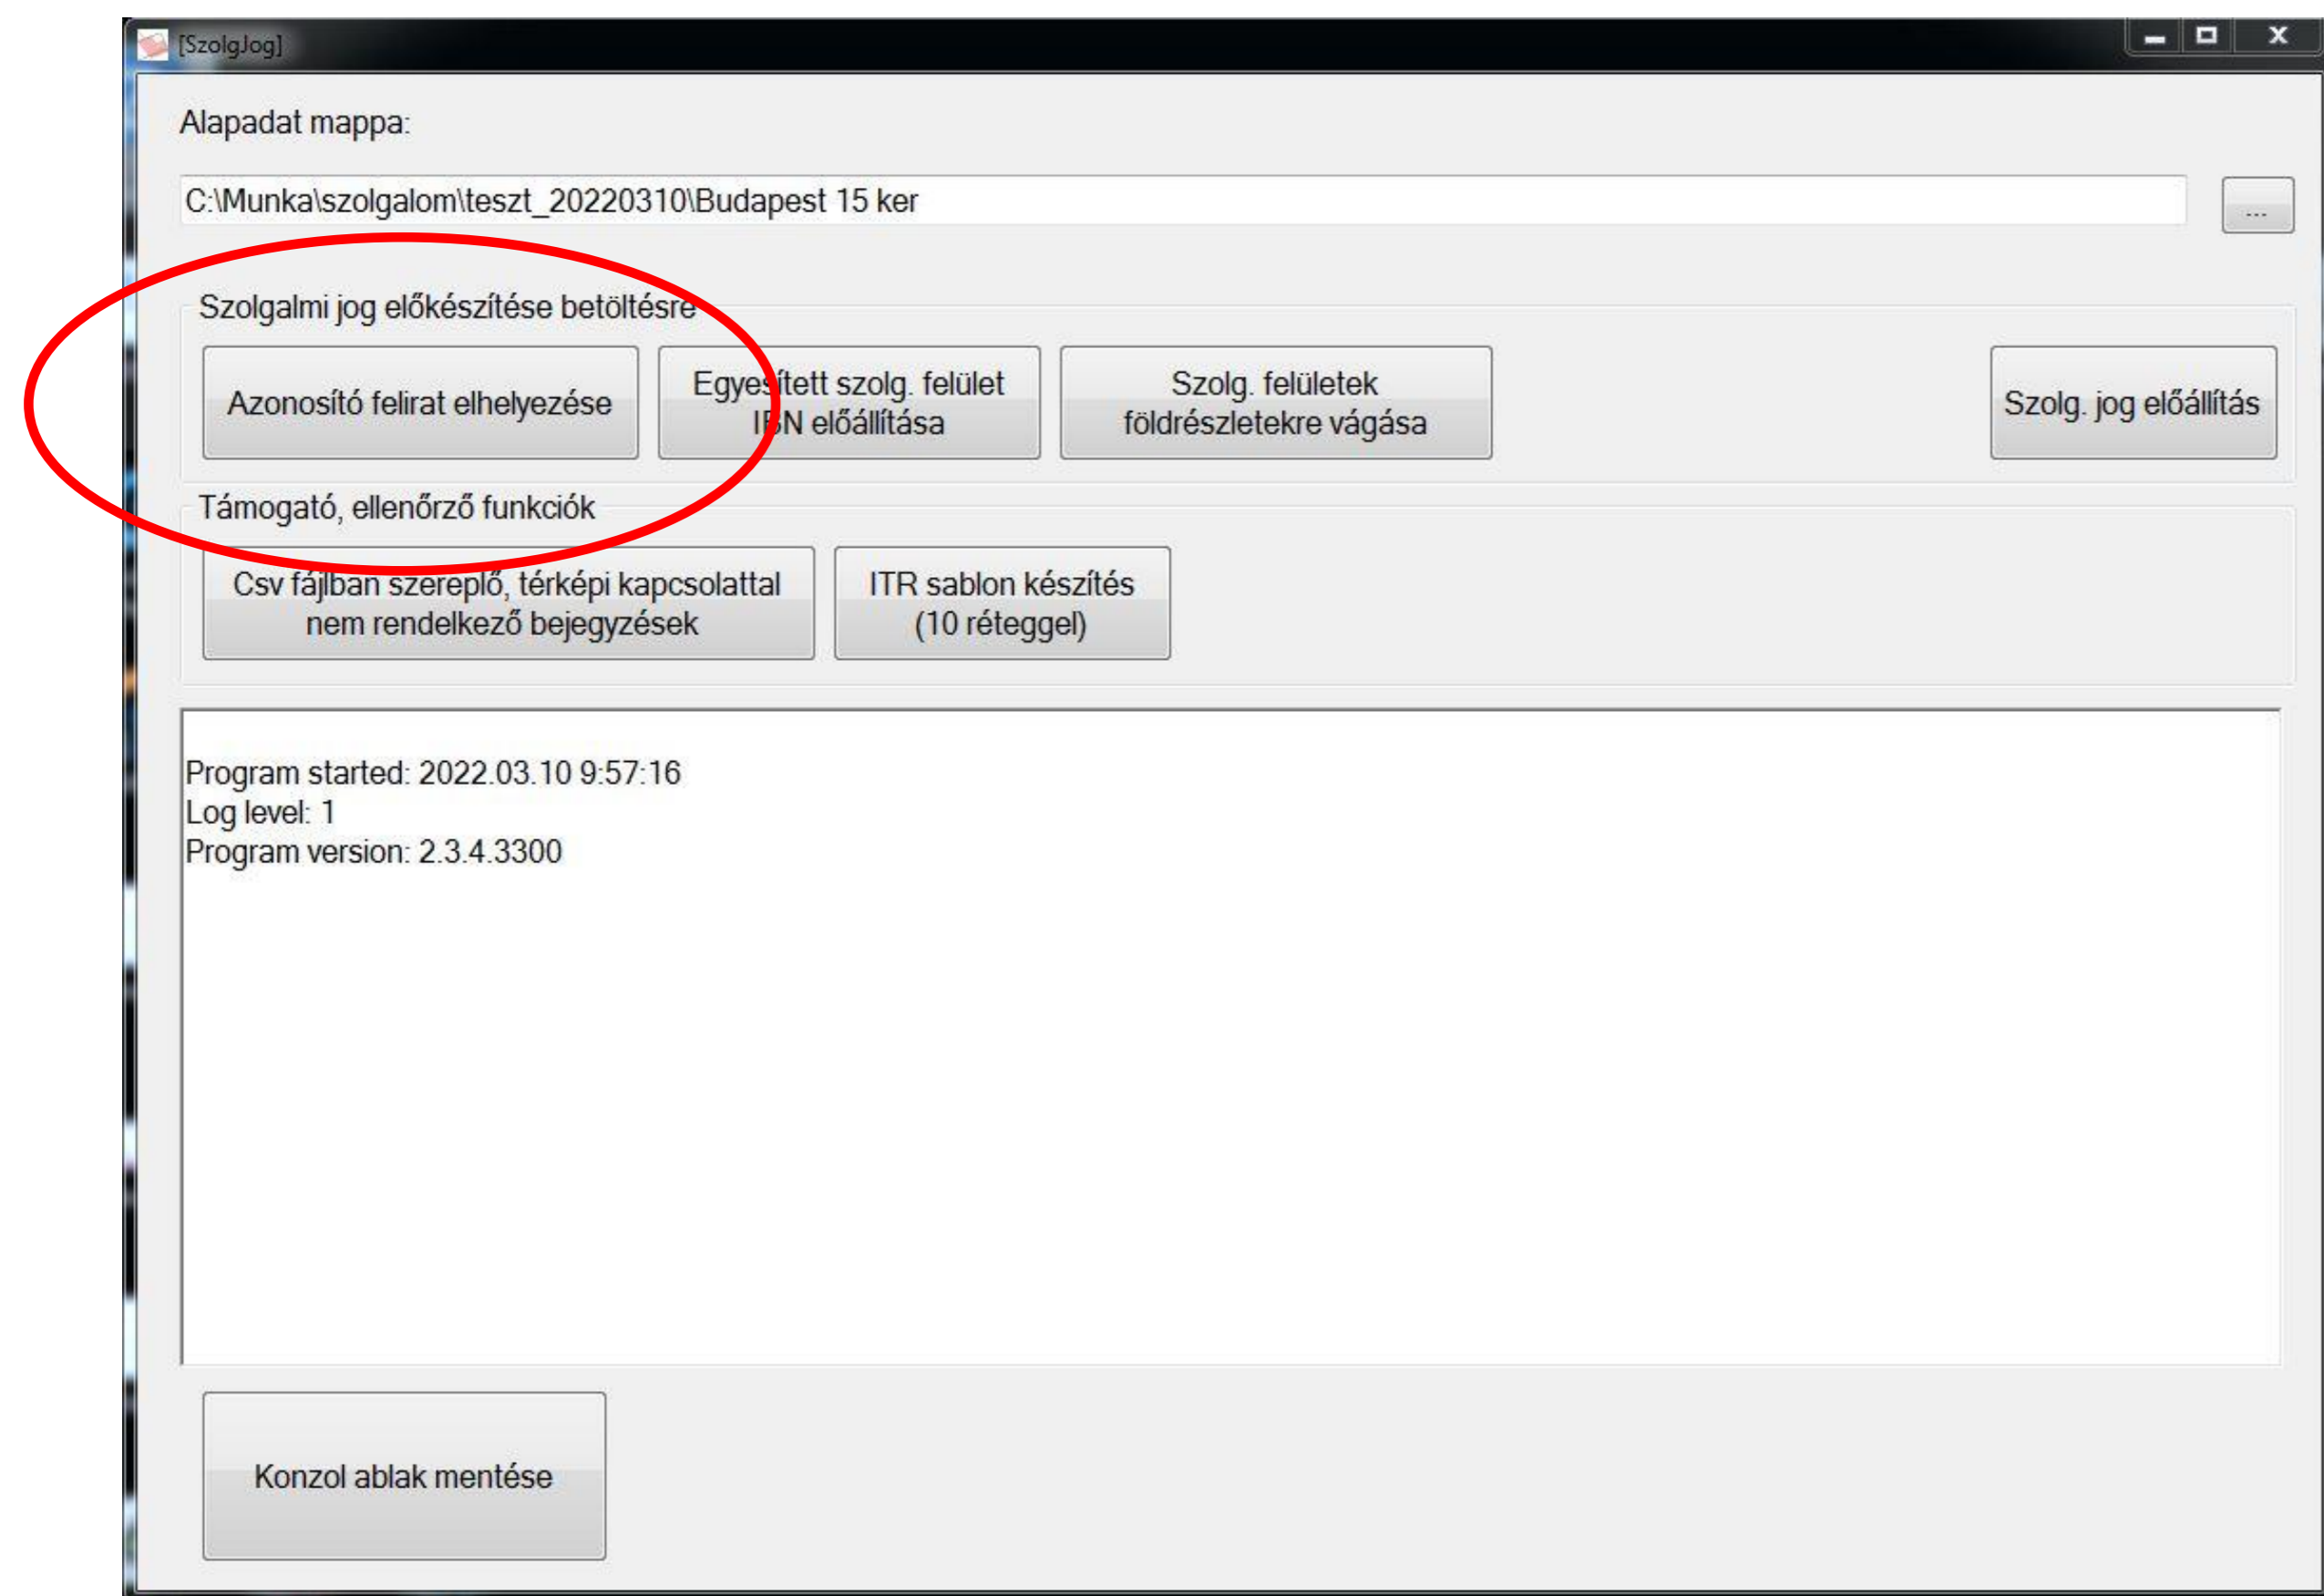 [SzolgJog]
Alapadat mappa:
C:\Munka\szolgalom\teszt_20220310\Budapest 15 ker
...
Szolgalmi jog előkészítése betöltésre
Azonosító felirat elhelyezése
Egyesített szolg. felület
IBN előállítása
Szolg. felületek
földrészletekre vágása
Szolg. jog előállítás
Támogató, ellenőrző funkciók
Csv fájlban szereplő, térképi kapcsolattal
nem rendelkező bejegyzések
ITR sablon készítés
(10 réteggel)
Program started: 2022.03.10 9:57:16
Log level: 1
Program version: 2.3.4.3300
Konzol ablak mentése